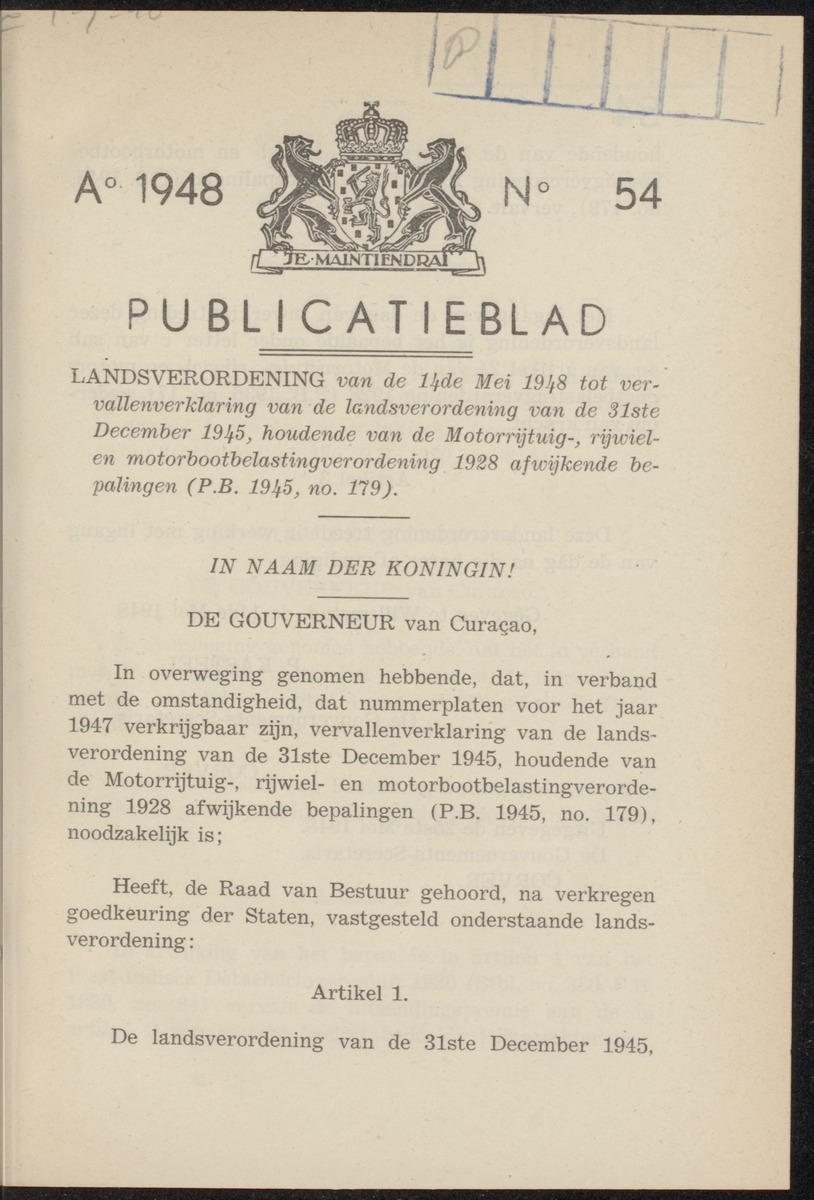 Aº. 1948
Nº 54
JE·MAINTIENDRAI
PUBLICATIEBLAD
LANDSVERORDENING van de 14de Mei 1948 tot ver-
vallenverklaring van de landsverordening van de 31ste
December 1945, houdende van de Motorrijtuig-, rijwiel-
en motorbootbelastingverordening 1928 afwijkende be-
palingen (P.B. 1945, no. 179).
IN NAAM DER KONINGIN!
DE GOUVERNEUR van Curaçao,
In overweging genomen hebbende, dat, in verband
met de omstandigheid, dat nummerplaten voor het jaar
1947 verkrijgbaar zijn, vervallenverklaring van de lands-
verordening van de 31ste December 1945, houdende van
de Motorrijtuig-, rijwiel- en motorbootbelastingverorde-
ning 1928 afwijkende bepalingen (P.B. 1945, no. 179),
noodzakelijk is;
Heeft, de Raad van Bestuur gehoord, na verkregen
goedkeuring der Staten, vastgesteld onderstaande lands-
verordening:
Artikel 1.
De landsverordening van de 31ste December 1945,